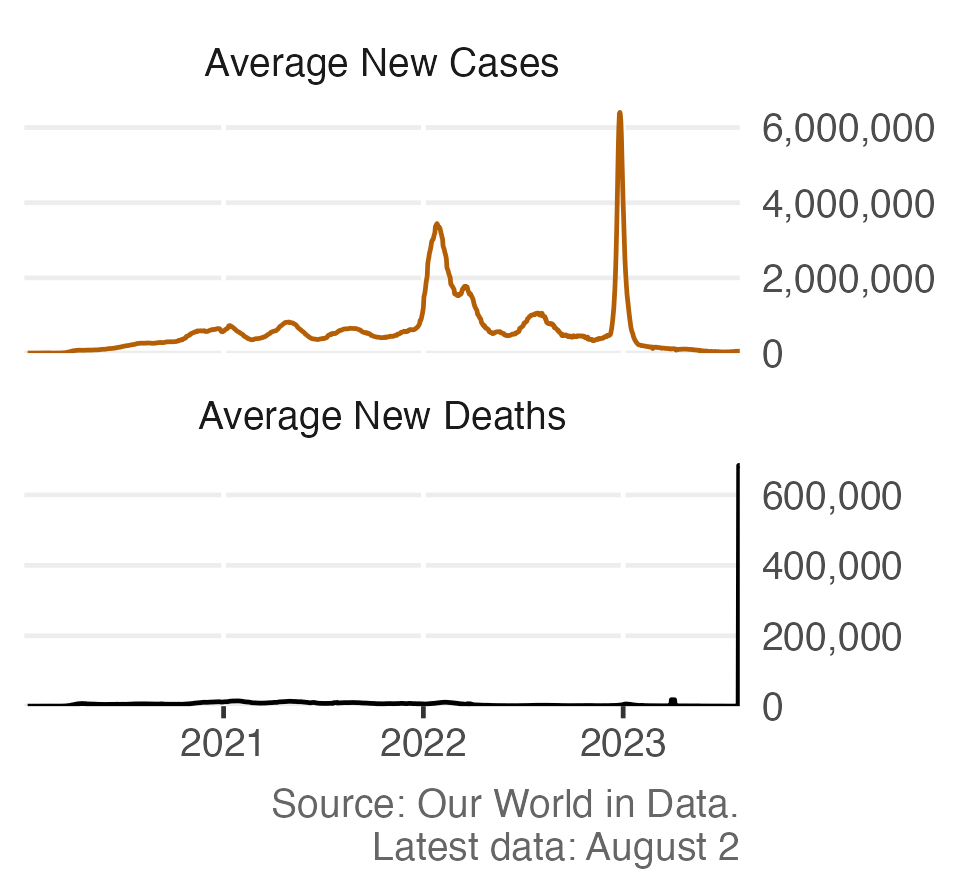 Average New Cases
6,000,000
4,000,000
2,000,000
0
Average New Deaths
600,000
400,000
200,000
0
2021 2022 2023
Source: Our World in Data.
Latest data: August 2